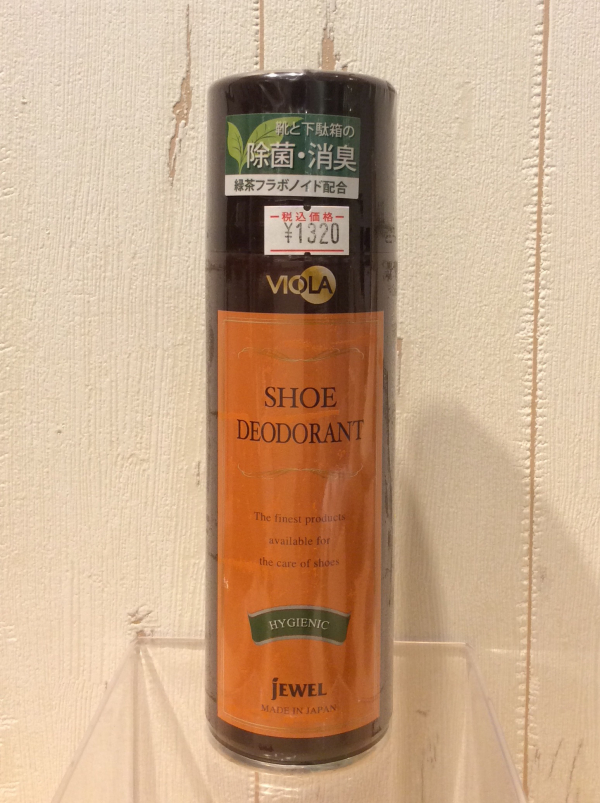 靴と下駄箱の
除菌・消臭
緑茶フラボノイド配合
税込価格
¥1320
VIOLA
SHOE
DEODORANT
The finest products
available for
the care of shoes
HYGIENIC
JEWEL
MADE IN JAPAN